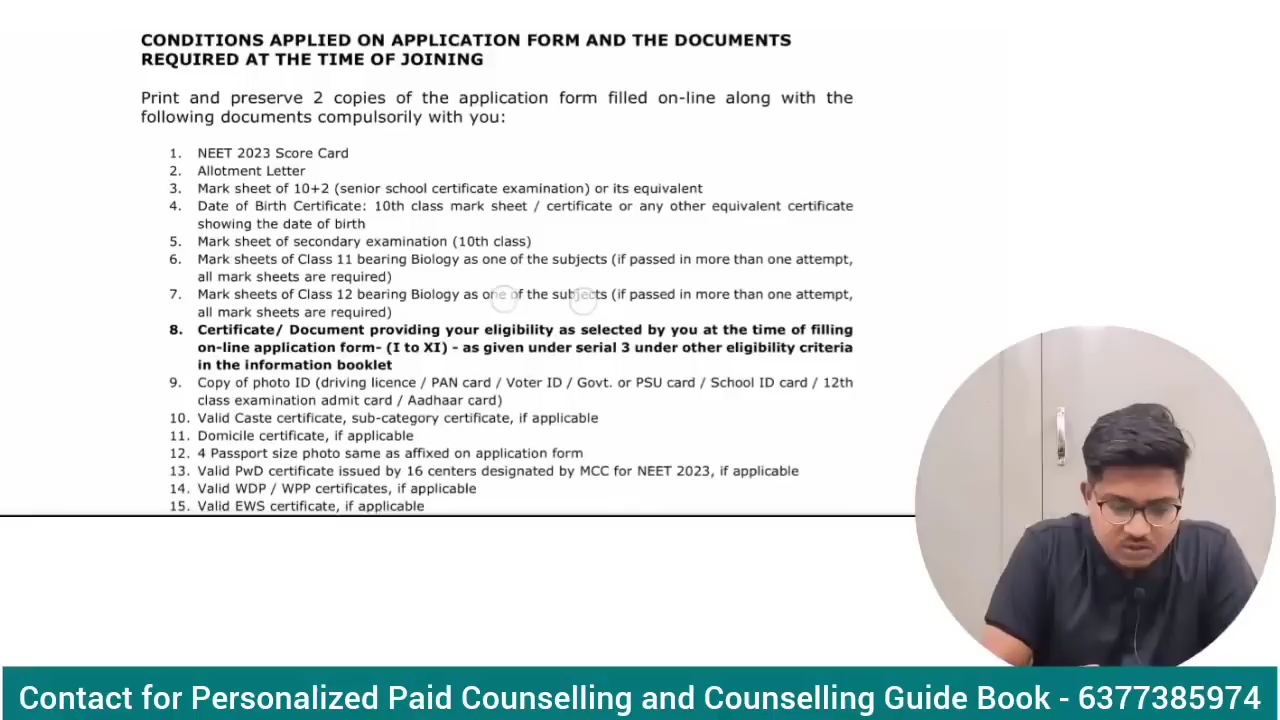 CONDITIONS APPLIED ON APPLICATION FORM AND THE DOCUMENTS
REQUIRED AT THE TIME OF JOINING
Print and preserve 2 copies of the application form filled on-line along with the
following documents compulsorily with you:
1. NEET 2023 Score Card
2. Allotment Letter
3. Mark sheet of 10+2 (senior school certificate examination) or its equivalent
4. Date of Birth Certificate: 10th class mark sheet / certificate or any other equivalent certificate
showing the date of birth
5. Mark sheet of secondary examination (10th class)
6. Mark sheets of Class 11 bearing Biology as one of the subjects (if passed in more than one attempt,
all mark sheets are required)
7. Mark sheets of Class 12 bearing Biology as one of the subjects (if passed in more than one attempt,
all mark sheets are required)
8. Certificate/ Document providing your eligibility as selected by you at the time of filling
on-line application form- (I to XI) - as given under serial 3 under other eligibility criteria
in the information booklet
9. Copy of photo ID (driving licence / PAN card / Voter ID / Govt. or PSU card / School ID card / 12th
class examination admit card / Aadhaar card)
10. Valid Caste certificate, sub-category certificate, if applicable
11. Domicile certificate, if applicable
12. 4 Passport size photo same as affixed on application form
13. Valid PwD certificate issued by 16 centers designated by MCC for NEET 2023, if applicable
14. Valid WDP / WPP certificates, if applicable
15. Valid EWS certificate, if applicable
Contact for Personalized Paid Counselling and Counselling Guide Book - 6377385974